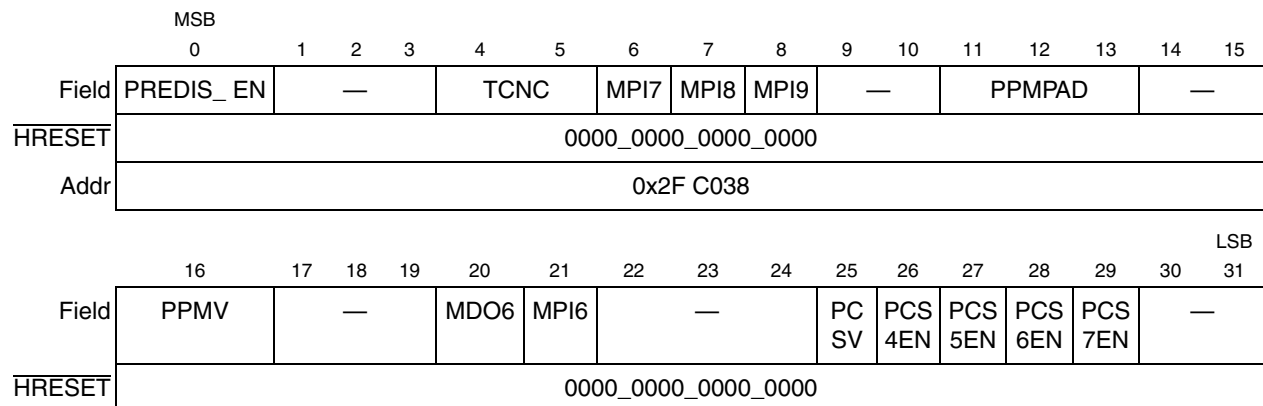 MSB
0 1 2 3 4 5 6 7 8 9 10 11 12 13 14 15
Field PREDIS_ EN — TCNC MPI7 MPI8 MPI9 — PPMPAD —
HRESET 0000_0000_0000_0000
Addr 0x2F C038
LSB
16 17 18 19 20 21 22 23 24 25 26 27 28 29 30 31
Field PPMV — MDO6 MPI6 — PC PCS PCS PCS PCS —
SV 4EN 5EN 6EN 7EN
HRESET 0000_0000_0000_0000